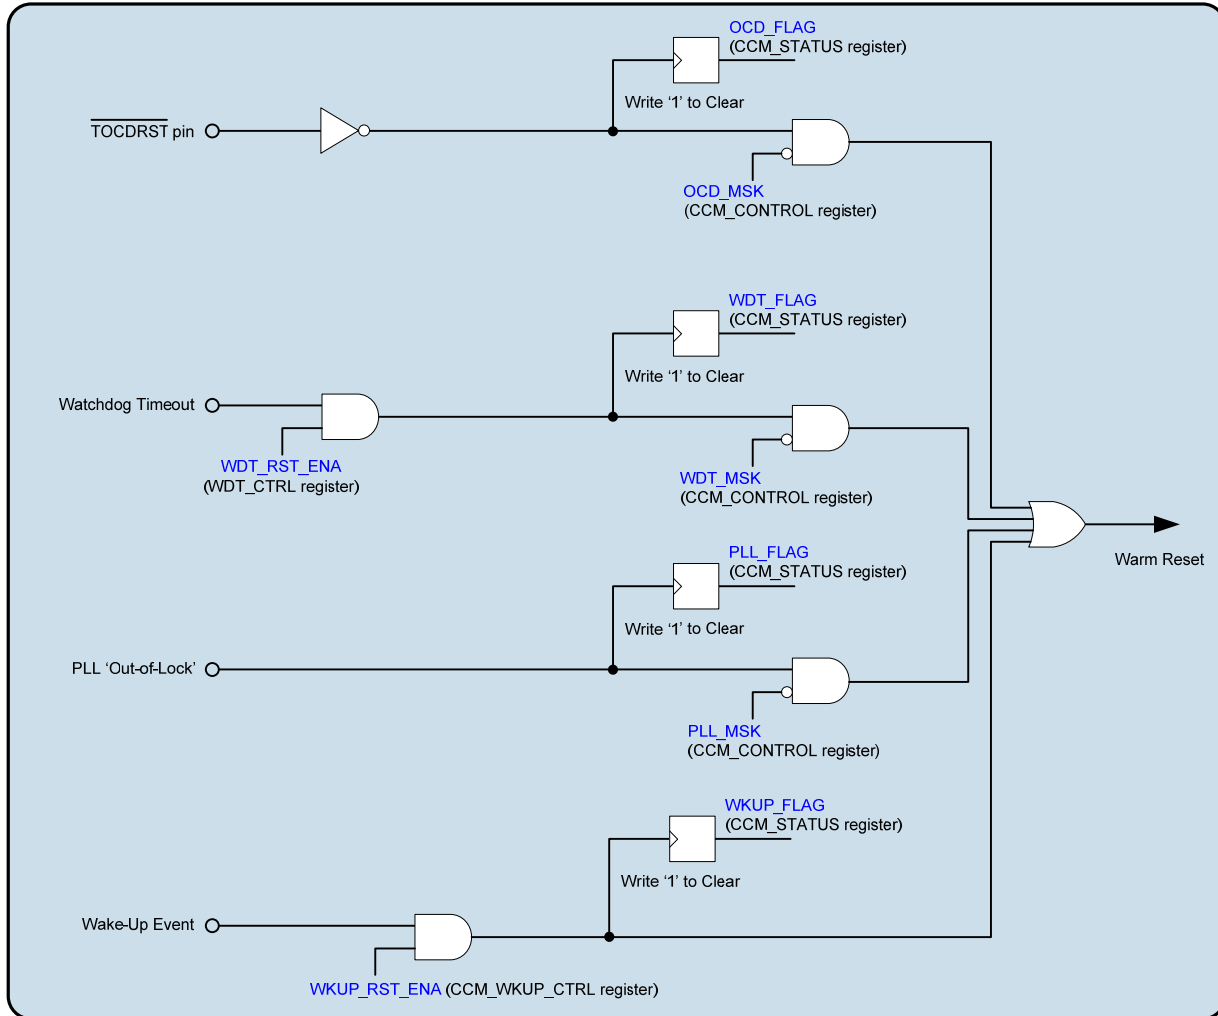 OCD_FLAG
(CCM_STATUS register)
Write ‘1’ to Clear
TOCDRST pin
OCD_MSK
(CCM_CONTROL register)
WDT_FLAG
(CCM_STATUS register)
Write ‘1’ to Clear
Watchdog Timeout
WDT_RST_ENA
(WDT_CTRL register)
WDT_MSK
(CCM_CONTROL register)
PLL_FLAG
(CCM_STATUS register)
Warm Reset
Write ‘1’ to Clear
PLL ‘Out-of-Lock’
PLL_MSK
(CCM_CONTROL register)
WKUP_FLAG
(CCM_STATUS register)
Write ‘1’ to Clear
Wake-Up Event
WKUP_RST_ENA (CCM_WKUP_CTRL register)